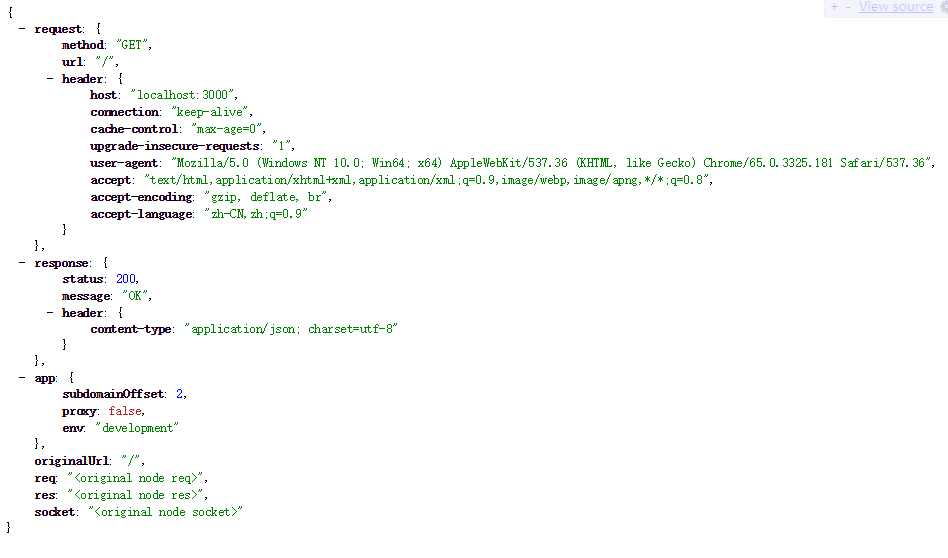 + - View source
{
- request: {
method: "GET",
url: "/",
- header: {
host: "localhost:3000",
connection: "keep-alive",
cache-control: "max-age=0",
upgrade-insecure-requests: "1",
user-agent: "Mozilla/5.0 (Windows NT 10.0; Win64; x64) AppleWebKit/537.36 (KHTML, like Gecko) Chrome/65.0.3325.181 Safari/537.36",
accept: "text/html,application/xhtml+xml,application/xml;q=0.9,image/webp,image/apng,*/*;q=0.8",
accept-encoding: "gzip, deflate, br",
accept-language: "zh-CN,zh;q=0.9"
}
},
- response: {
status: 200,
message: "OK",
- header: {
content-type: "application/json; charset=utf-8"
}
},
- app: {
subdomainOffset: 2,
proxy: false,
env: "development"
},
originalUrl: "/",
req: "<original node req>",
res: "<original node res>",
socket: "<original node socket>"
}